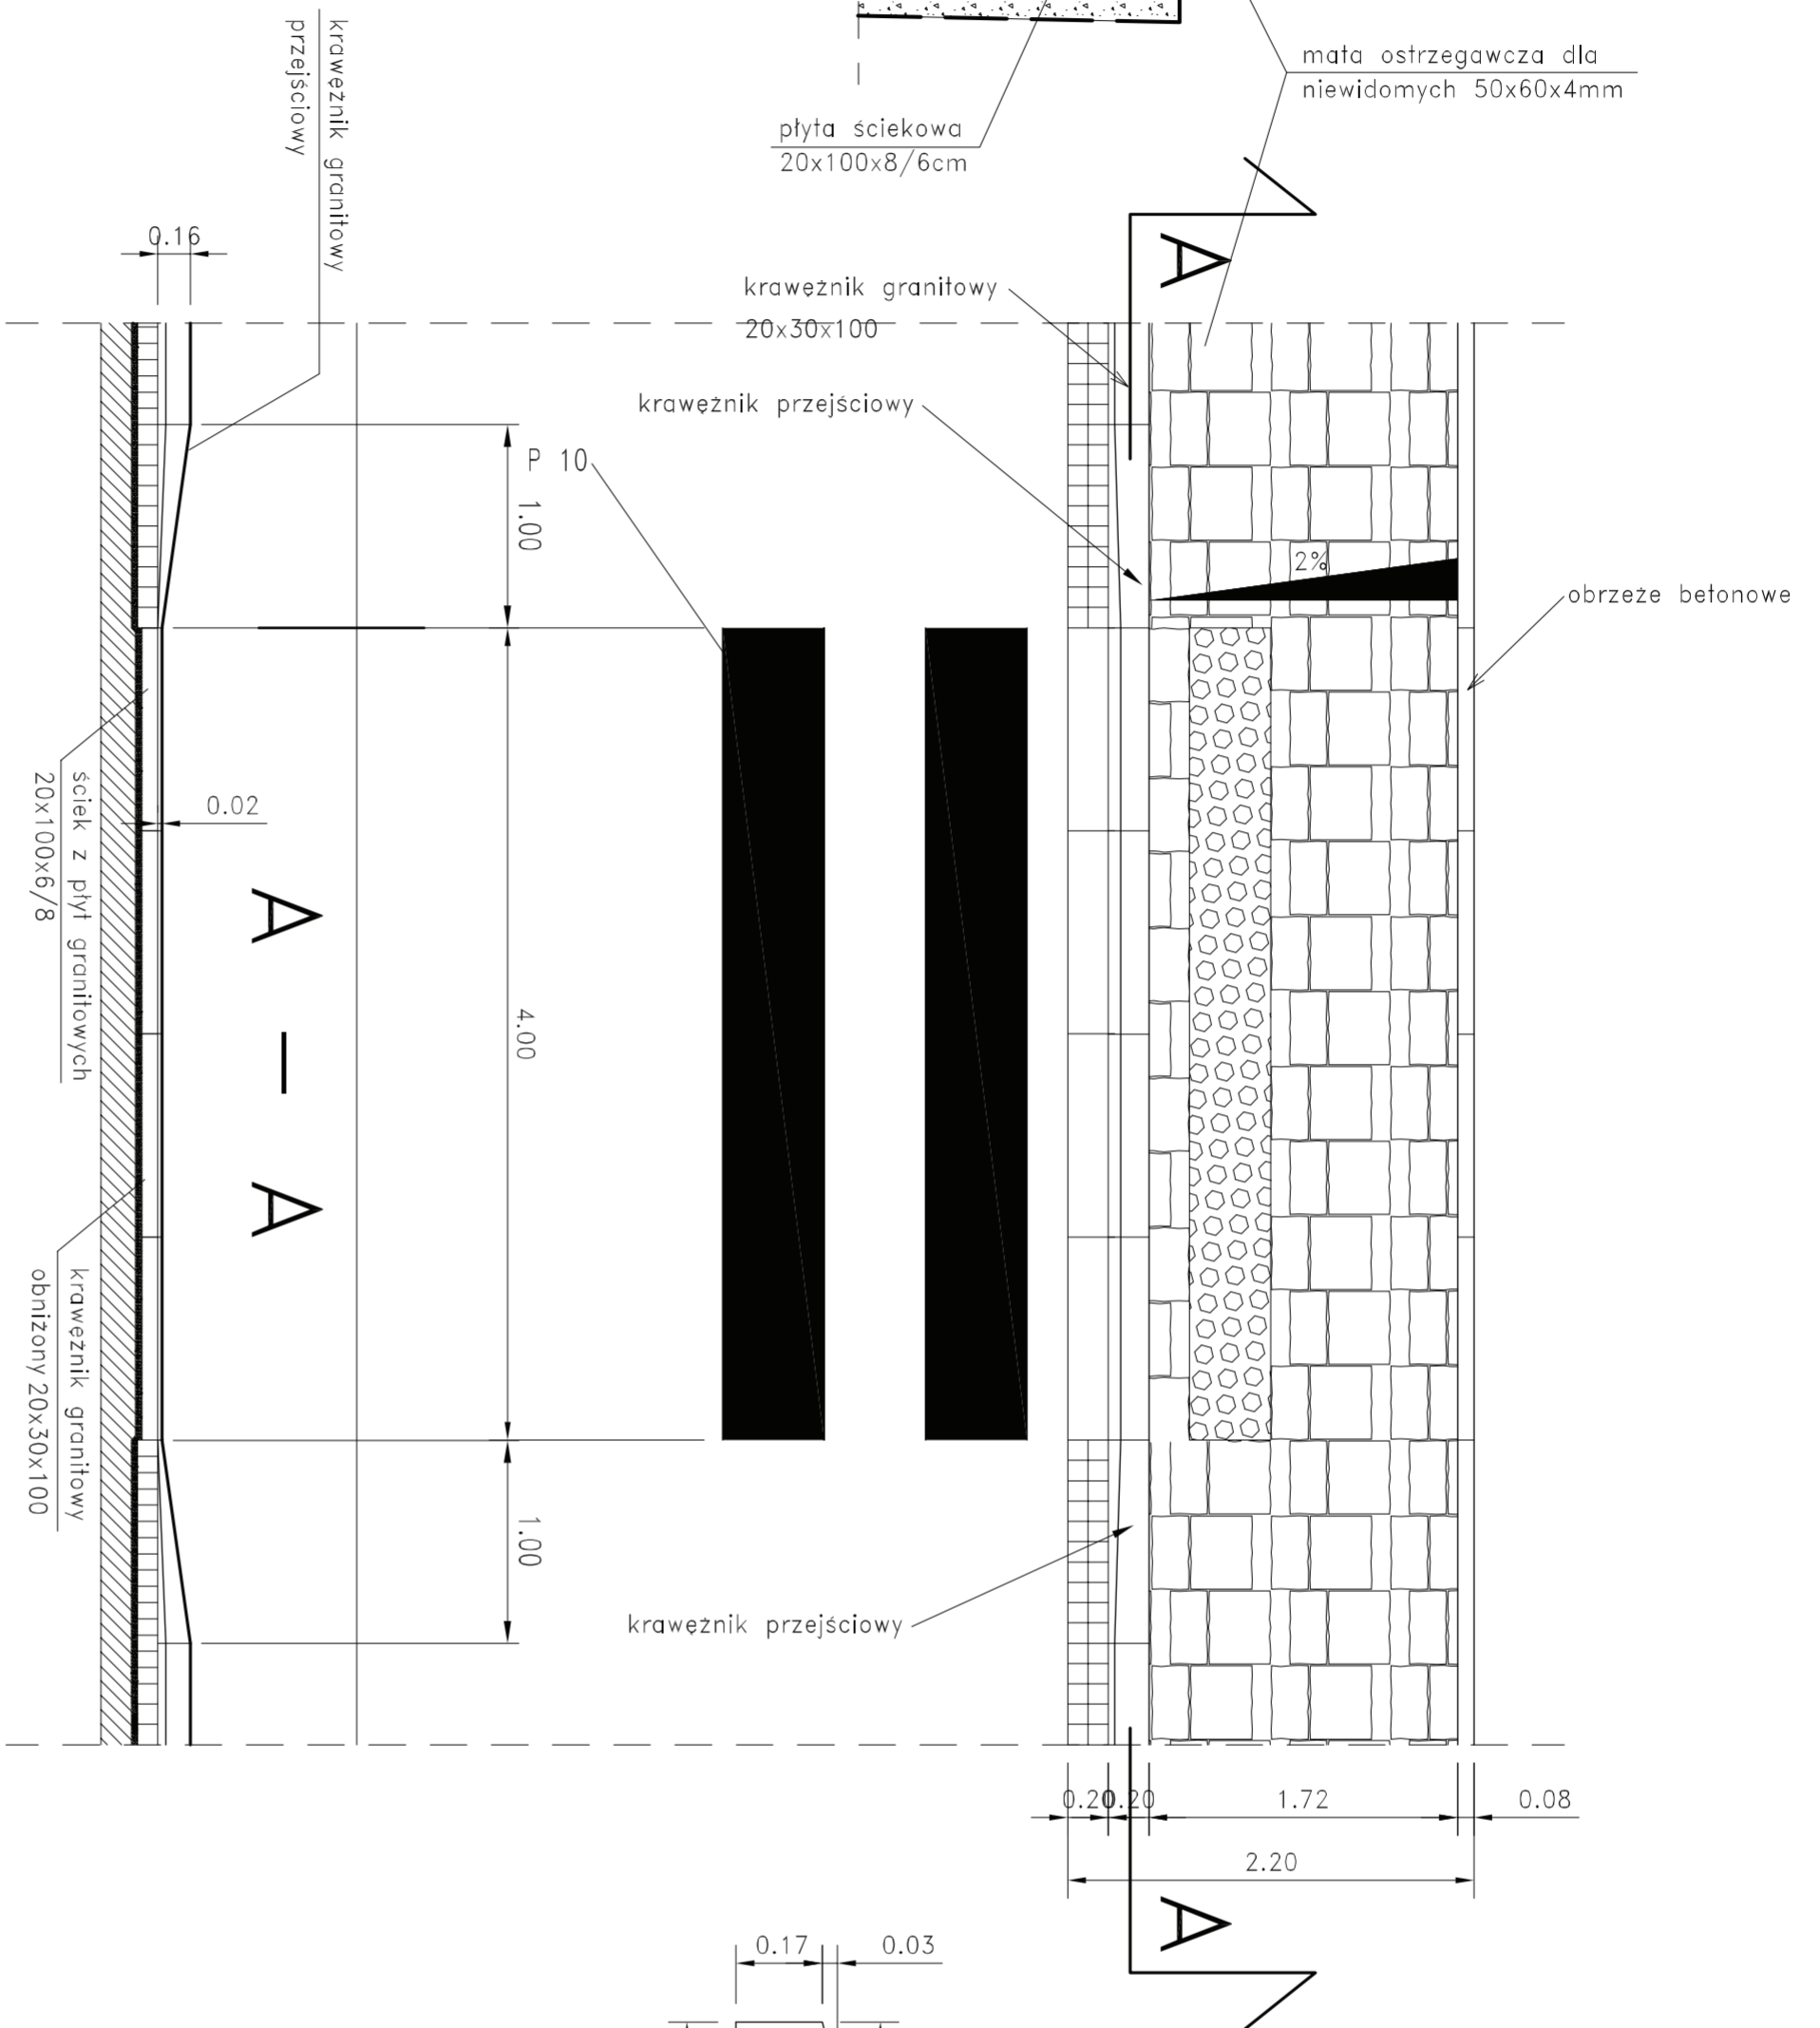 mata ostrzegawcza dla
niewidomych 50x60x4mm
płyta ściekowa
20x100x8/6cm
krawężnik granitowy
przejściowy
0.16
A
krawężnik granitowy
20x30x100
krawężnik przejściowy
P 10
1.00
2%
obrzeże betonowe
0.02
ściek z płyt granitowych
20x100x6/8
A – A
4.00
krawężnik granitowy
obniżony 20x30x100
1.00
krawężnik przejściowy
0.20
0.20
1.72
0.08
2.20
A
0.17
0.03